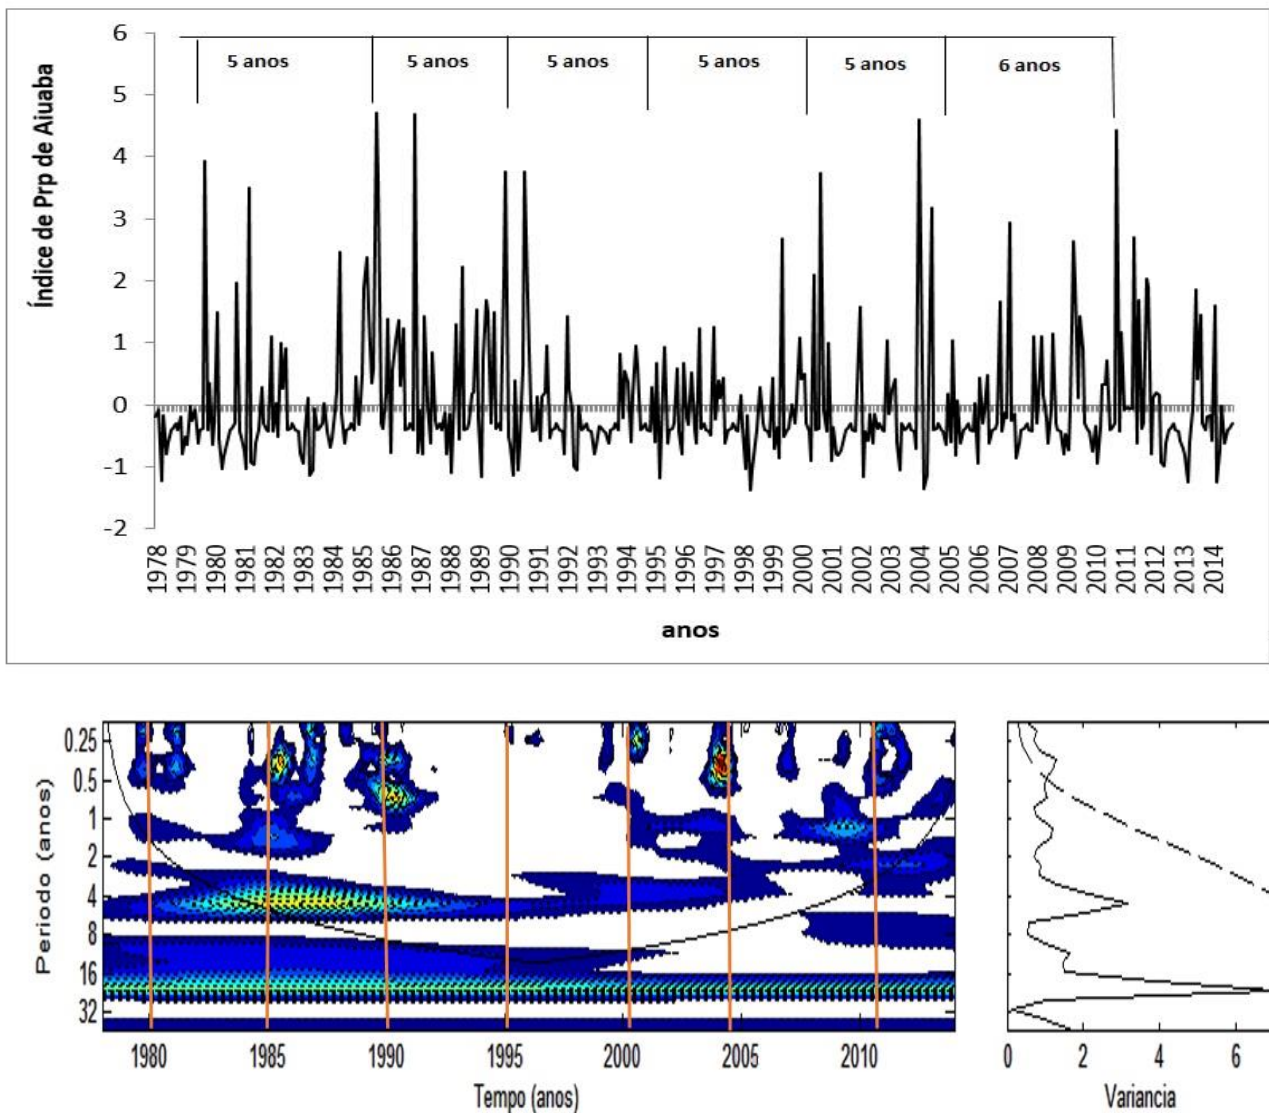 6
5 anos 5 anos 5 anos 5 anos 5 anos 6 anos
5
4
3
2
1
0
-1
-2
Índice de Prp de Aiuaba
1978 1979 1980 1981 1982 1983 1984 1985 1986 1987 1988 1989 1990 1991 1992 1993 1994 1995 1996 1997 1998 1999 2000 2001 2002 2003 2004 2005 2006 2007 2008 2009 2010 2011 2012 2013 2014
anos
Periodo (anos)
0.25
0.5
1
2
4
8
16
32
1980 1985 1990 1995 2000 2005 2010
Tempo (anos)
0 2 4 6
Variancia